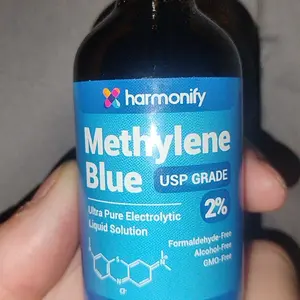 harmonify
Methylene
Blue USP GRADE
2%
Ultra Pure Electrolytic
Liquid Solution
Formaldehyde-Free
Alcohol-Free
GMO-Free